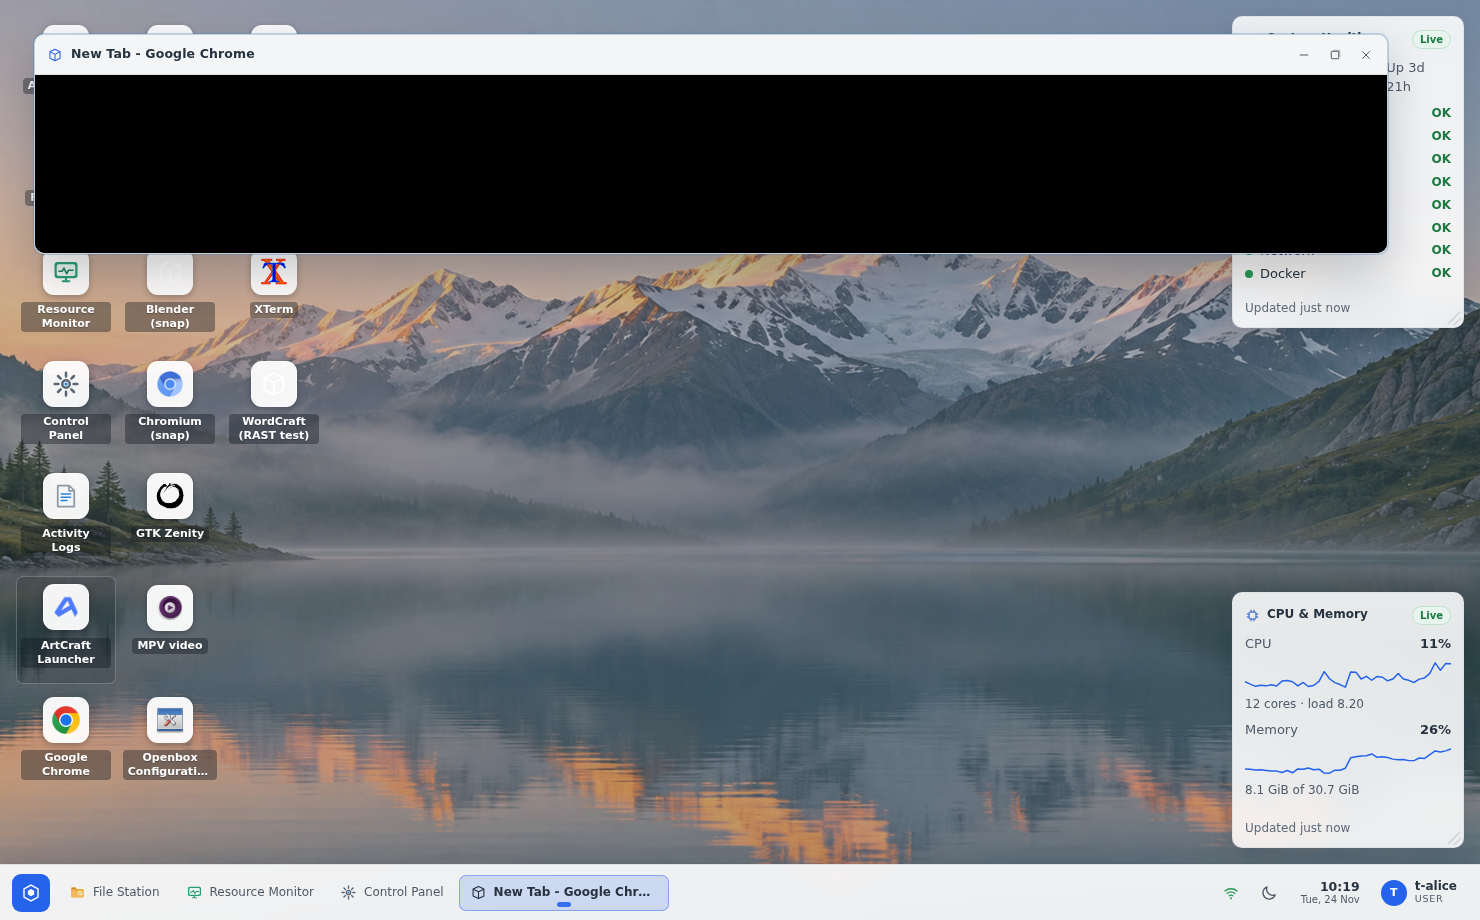 New Tab - Google Chrome
Live
Up 3d
21h
OK
OK
OK
OK
OK
OK
OK
Docker OK
Updated just now
Resource
Monitor
Blender
(snap)
XTerm
Control
Panel
Chromium
(snap)
WordCraft
(RAST test)
Activity
Logs
GTK Zenity
ArtCraft
Launcher
MPV video
Google
Chrome
Openbox
Configurati...
CPU & Memory Live
CPU 11%
12 cores · load 8.20
Memory 26%
8.1 GiB of 30.7 GiB
Updated just now
File Station
Resource Monitor
Control Panel
New Tab - Google Chr...
10:19
Tue, 24 Nov
T
t-alice
USER